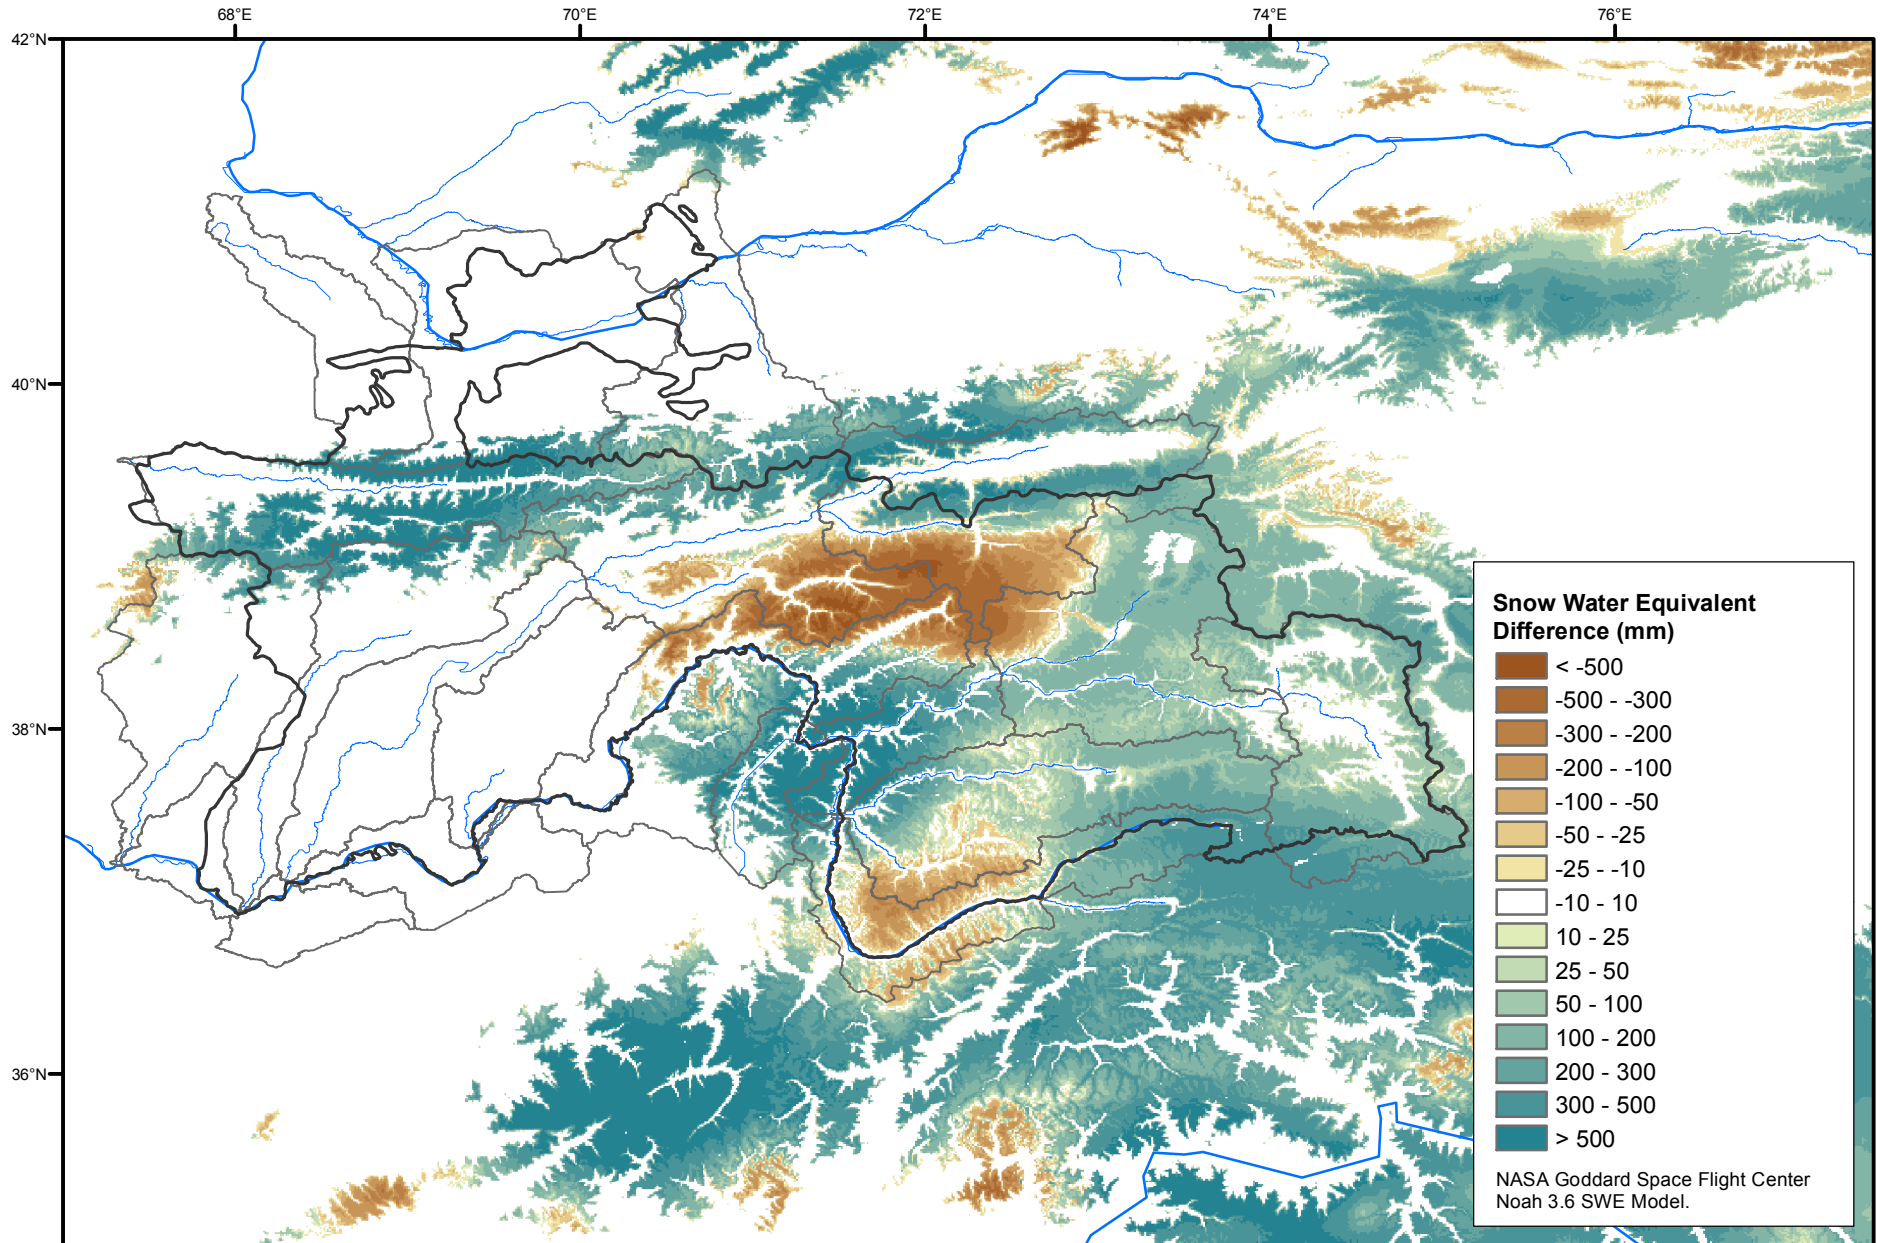 68°E 70°E 72°E 74°E 76°E
42°N
40°N
38°N
36°N
Snow Water Equivalent
Difference (mm)
< -500
-500 - -300
-300 - -200
-200 - -100
-100 - -50
-50 - -25
-25 - -10
-10 - 10
10 - 25
25 - 50
50 - 100
100 - 200
200 - 300
300 - 500
> 500
NASA Goddard Space Flight Center
Noah 3.6 SWE Model.